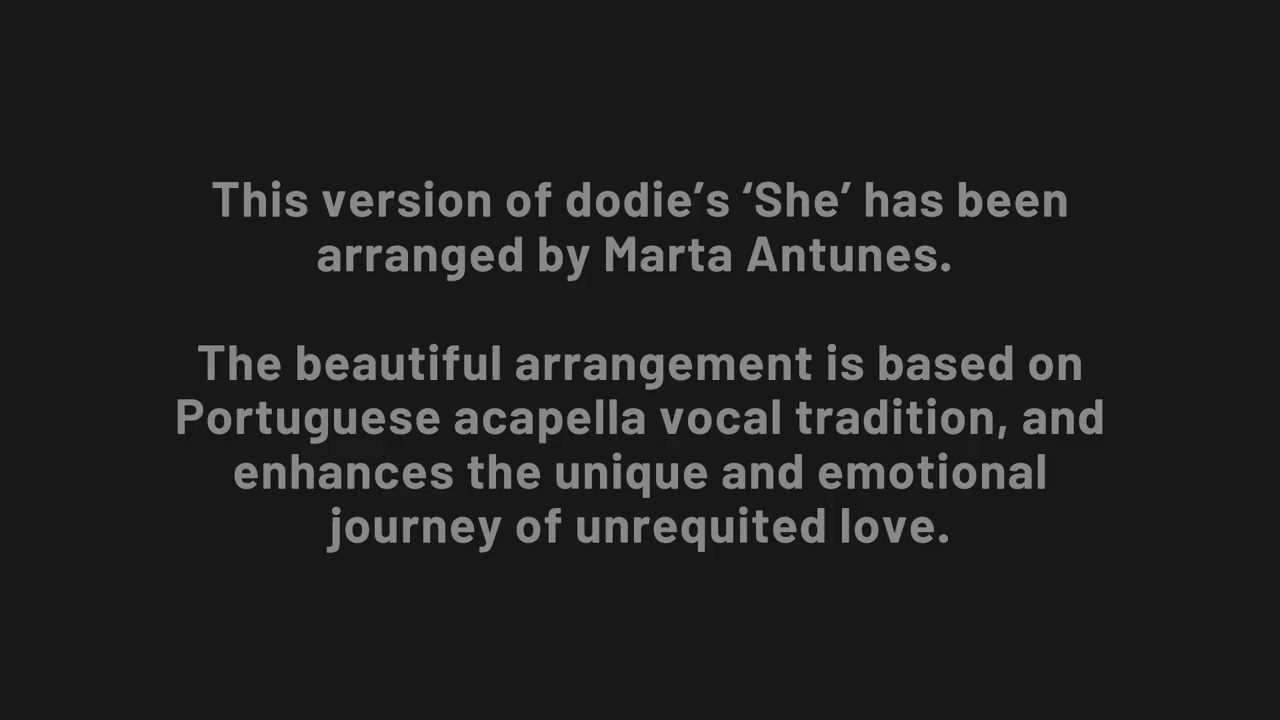 This version of dodie’s ‘She’ has been
arranged by Marta Antunes.
The beautiful arrangement is based on
Portuguese acapella vocal tradition, and
enhances the unique and emotional
journey of unrequited love.